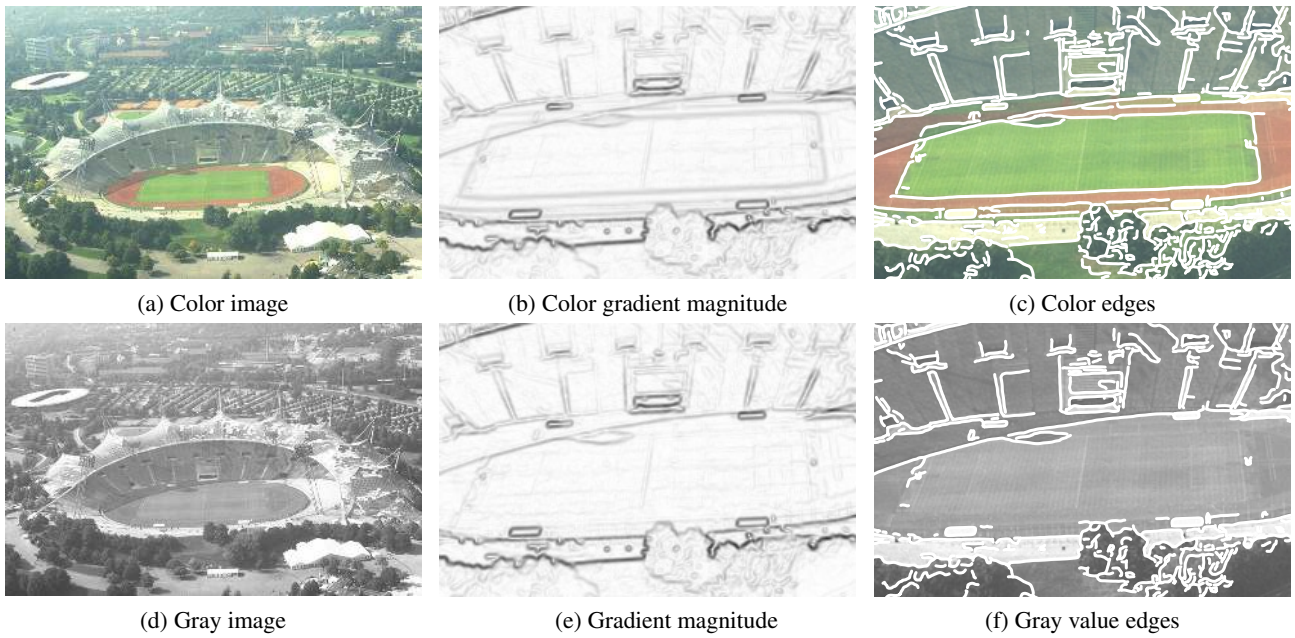 (a) Color image
(b) Color gradient magnitude
(c) Color edges
(d) Gray image
(e) Gradient magnitude
(f) Gray value edges